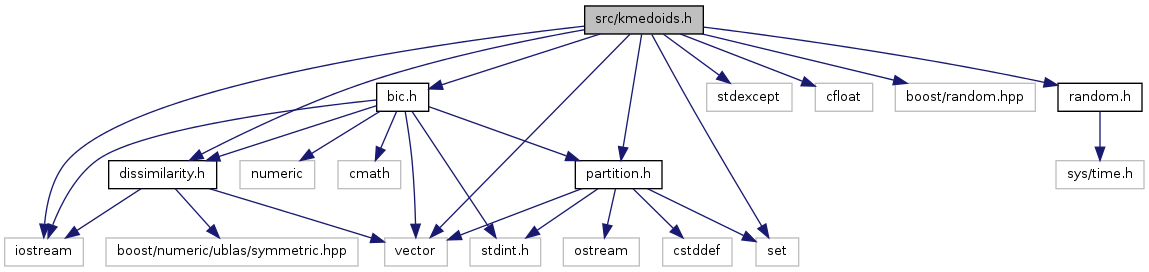 src/kmedoids.h
bic.h
stdexcept
cfloat
boost/random.hpp
random.h
dissimilarity.h
numeric
cmath
partition.h
sys/time.h
iostream
boost/numeric/ublas/symmetric.hpp
vector
stdint.h
ostream
cstddef
set